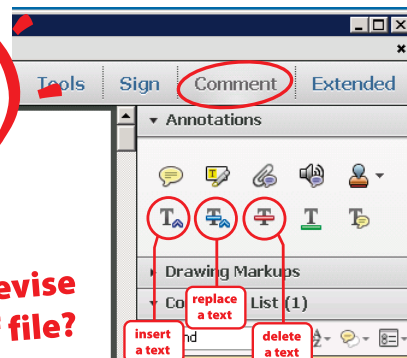 Tools Sign Comment Extended
Annotations
Drawing Markups
List (1)
insert
a text
replace
a text
delete
a text
evise
file?